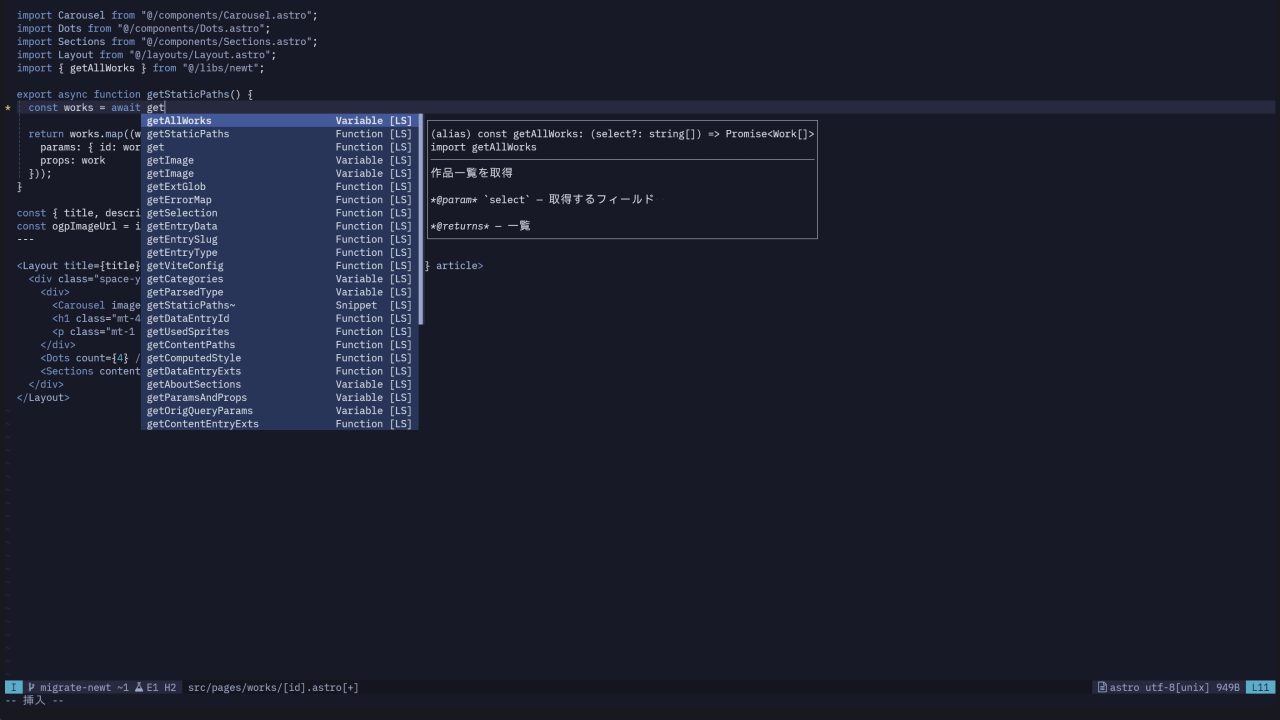 import Carousel from "@/components/Carousel.astro";
import Dots from "@/components/Dots.astro";
import Sections from "@/components/Sections.astro";
import Layout from "@/layouts/Layout.astro";
import { getAllWorks } from "@/libs/newt";
export async function getStaticPaths() {
* const works = await get
getAllWorks Variable [LS]
return works.map((w getStaticPaths Function [LS] (alias) const getAllWorks: (select?: string[]) => Promise<Work[]>
params: { id: wor get Function [LS] import getAllWorks
props: work getImage Variable [LS]
})); getImage Variable [LS] 作品一覧を取得
} getExtGlob Function [LS]
getErrorMap Function [LS] *@param* `select` — 取得するフィールド
const { title, descri getSelection Function [LS]
const ogpImageUrl = i getEntryData Function [LS] *@returns* — 一覧
--- getEntrySlug Function [LS]
getEntryType Function [LS]
<Layout title={title} getViteConfig Function [LS] } article>
<div class="space-y getCategories Variable [LS]
<div> getParsedType Variable [LS]
<Carousel image getStaticPaths~ Snippet [LS]
<h1 class="mt-4 getDataEntryId Function [LS]
<p class="mt-1 getUsedSprites Function [LS]
</div> getContentPaths Function [LS]
<Dots count={4} / getComputedStyle Function [LS]
<Sections content getDataEntryExts Function [LS]
</div> getAboutSections Variable [LS]
</Layout> getParamsAndProps Variable [LS]
getOrigQueryParams Variable [LS]
getContentEntryExts Function [LS]
I migrate-newt ~1 E1 H2 src/pages/works/[id].astro[+] astro utf-8[unix] 949B L11
-- 挿入 --